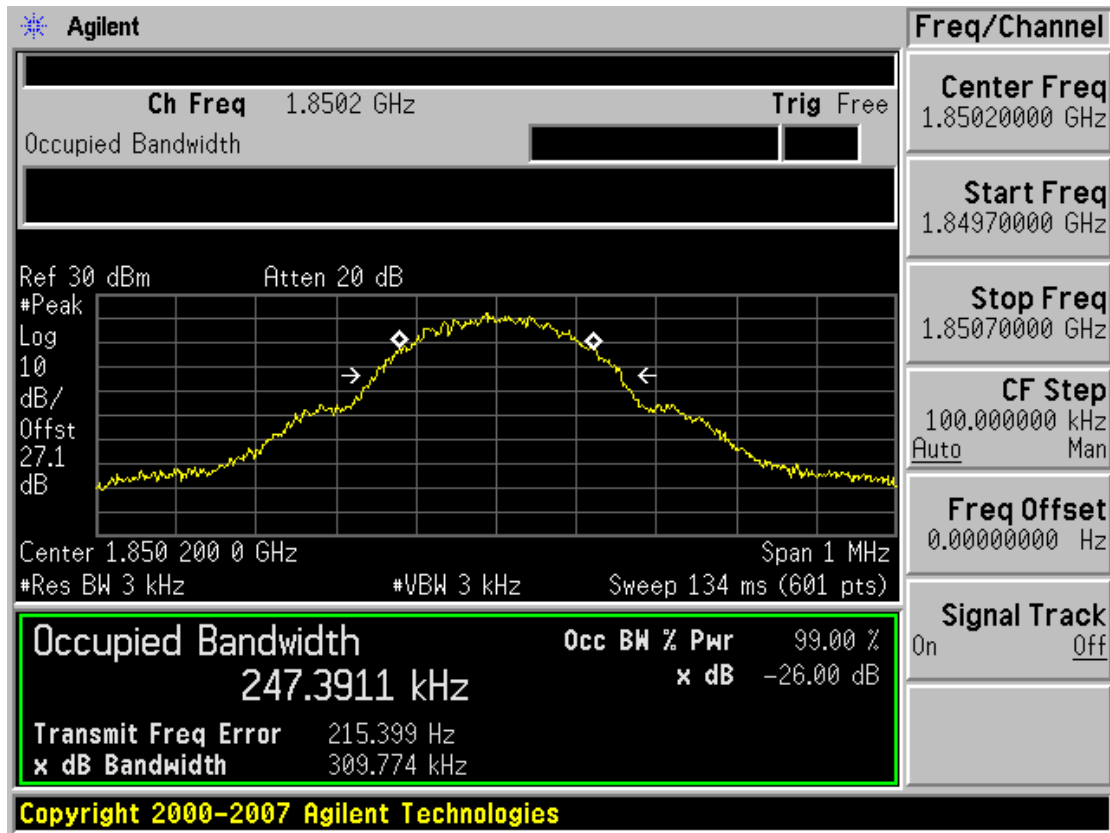 Agilent
Freq/Channel
Ch Freq 1.8502 GHz Trig Free
Occupied Bandwidth
Center Freq
1.85020000 GHz
Start Freq
1.84970000 GHz
Stop Freq
1.85070000 GHz
CF Step
100.000000 kHz
Auto Man
Freq Offset
0.00000000 Hz
Signal Track
On Off
Ref 30 dBm Atten 20 dB
#Peak
Log
10
dB/
Offst
27.1
dB
Center 1.850 200 0 GHz Span 1 MHz
#Res BW 3 kHz #VBW 3 kHz Sweep 134 ms (601 pts)
Occupied Bandwidth Occ BW % Pwr 99.00 %
247.3911 kHz x dB -26.00 dB
Transmit Freq Error 215.399 Hz
x dB Bandwidth 309.774 kHz
Copyright 2000-2007 Agilent Technologies